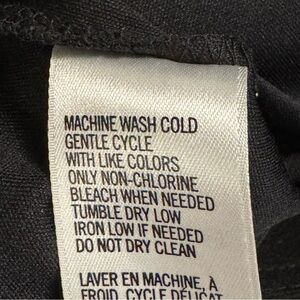 MACHINE WASH COLD
GENTLE CYCLE
WITH LIKE COLORS
ONLY NON-CHLORINE
BLEACH WHEN NEEDED
TUMBLE DRY LOW
IRON LOW IF NEEDED
DO NOT DRY CLEAN
LAVER EN MACHINE, À
FROID, CYCLE DÉLICAT